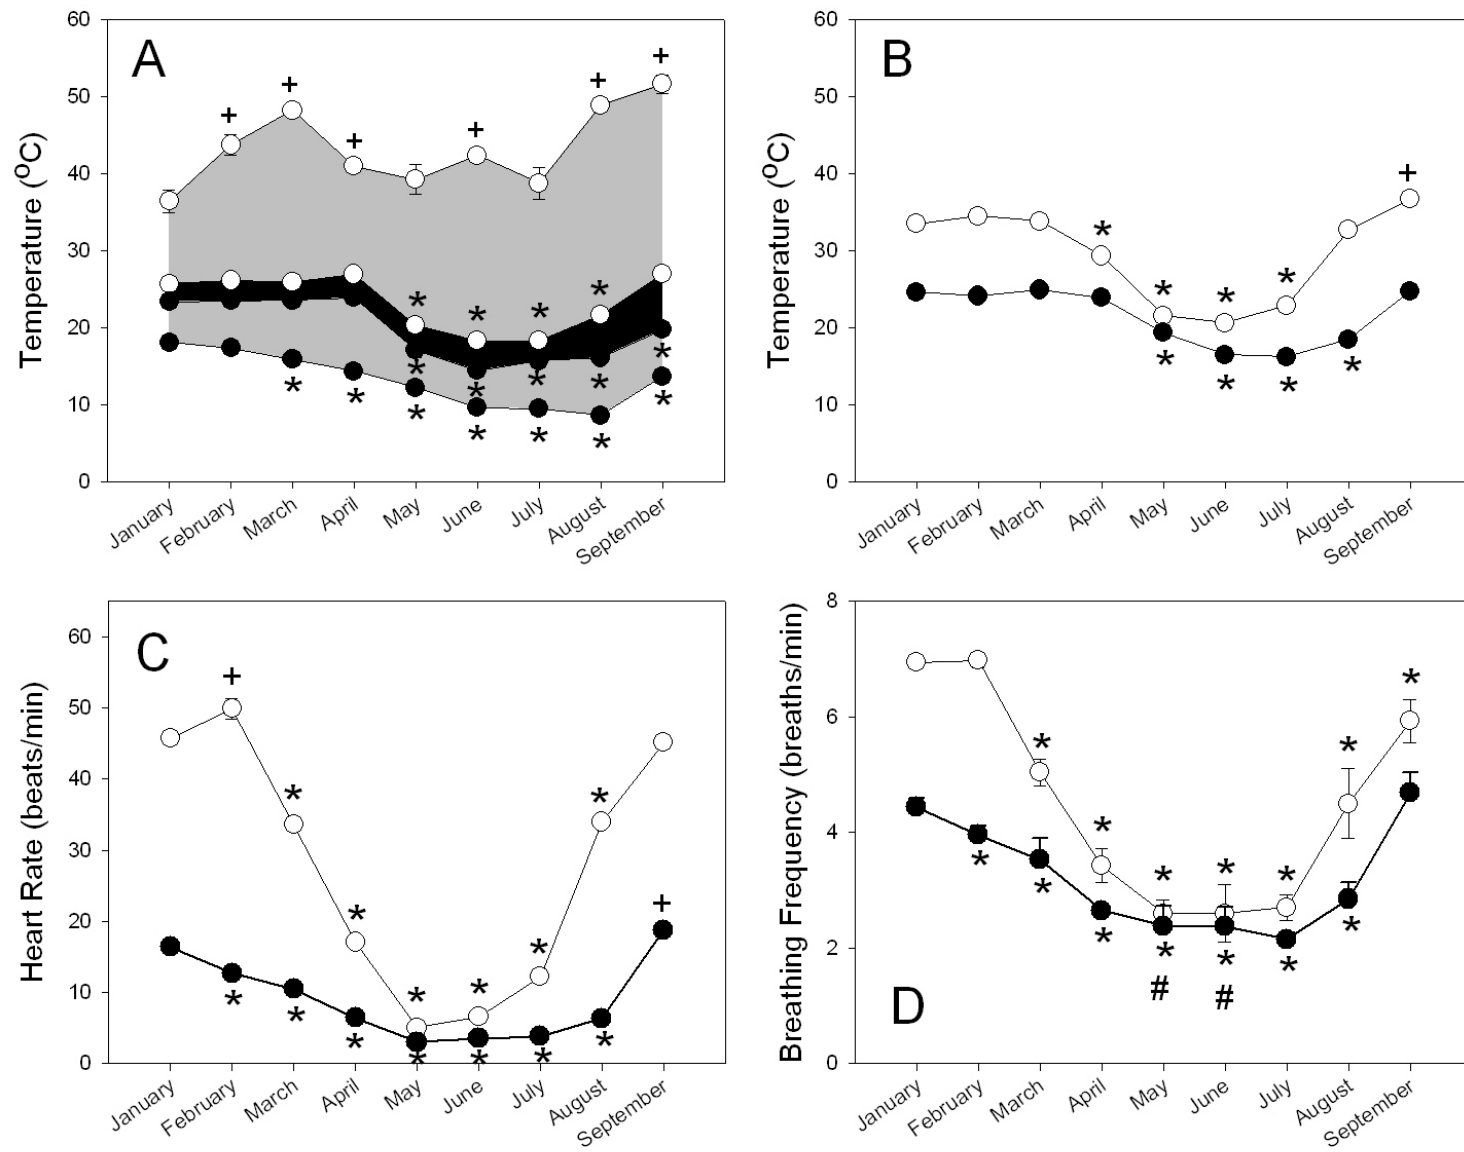 A
Temperature (ºC)
60
50
40
30
20
10
0
+ + + + + + +
* * * *
* * * * *
* * * * * * *
January
February
March
April
May
June
July
August
September
B
Temperature (ºC)
60
50
40
30
20
10
0
* * * * +
* * * *
January
February
March
April
May
June
July
August
September
C
Heart Rate (beats/min)
60
50
40
30
20
10
0
+ * * * * * * +
* * * * * * *
January
February
March
April
May
June
July
August
September
D
Breathing Frequency (breaths/min)
8
6
4
2
0
* * * * * * *
* * * * * * *
# #
January
February
March
April
May
June
July
August
September